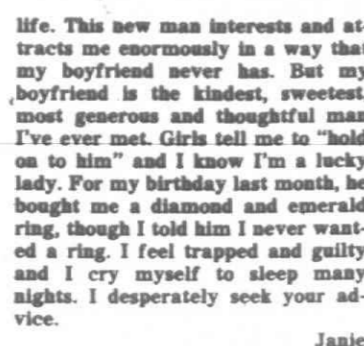 life. This new man interests and at
tracts me enormously in a way that
my boyfriend never has. But my
boyfriend is the kindest, sweetest
most generous and thoughtful man
I've ever met. Girls tell me to "hold
on to him" and I know I'm a lucky
lady. For my birthday last month, h
bought me a diamond and emerald
ring, though I told him I never want-
ed a ring. I feel trapped and guilty
and I cry myself to sleep many
nights. I desperately seek your ad-
vice.
Janic